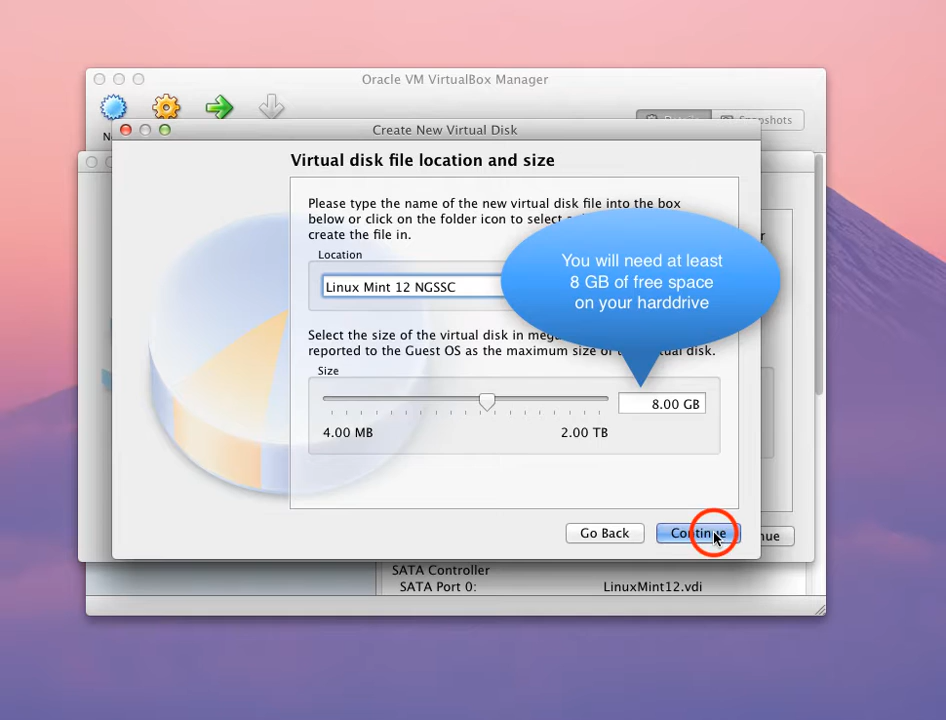 Oracle VM VirtualBox Manager
Snapshots
Create New Virtual Disk
Virtual disk file location and size
Please type the name of the new virtual disk file into the box
below or click on the folder icon to select
create the file in.
Location
Linux Mint 12 NGSSC
You will need at least
8 GB of free space
on your harddrive
Select the size of the virtual disk in
reported to the Guest OS as the maximum size of disk.
Size
8.00 GB
4.00 MB
2.00 TB
Go Back
Continue
SATA Controller
SATA Port 0:
LinuxMint12.vdi